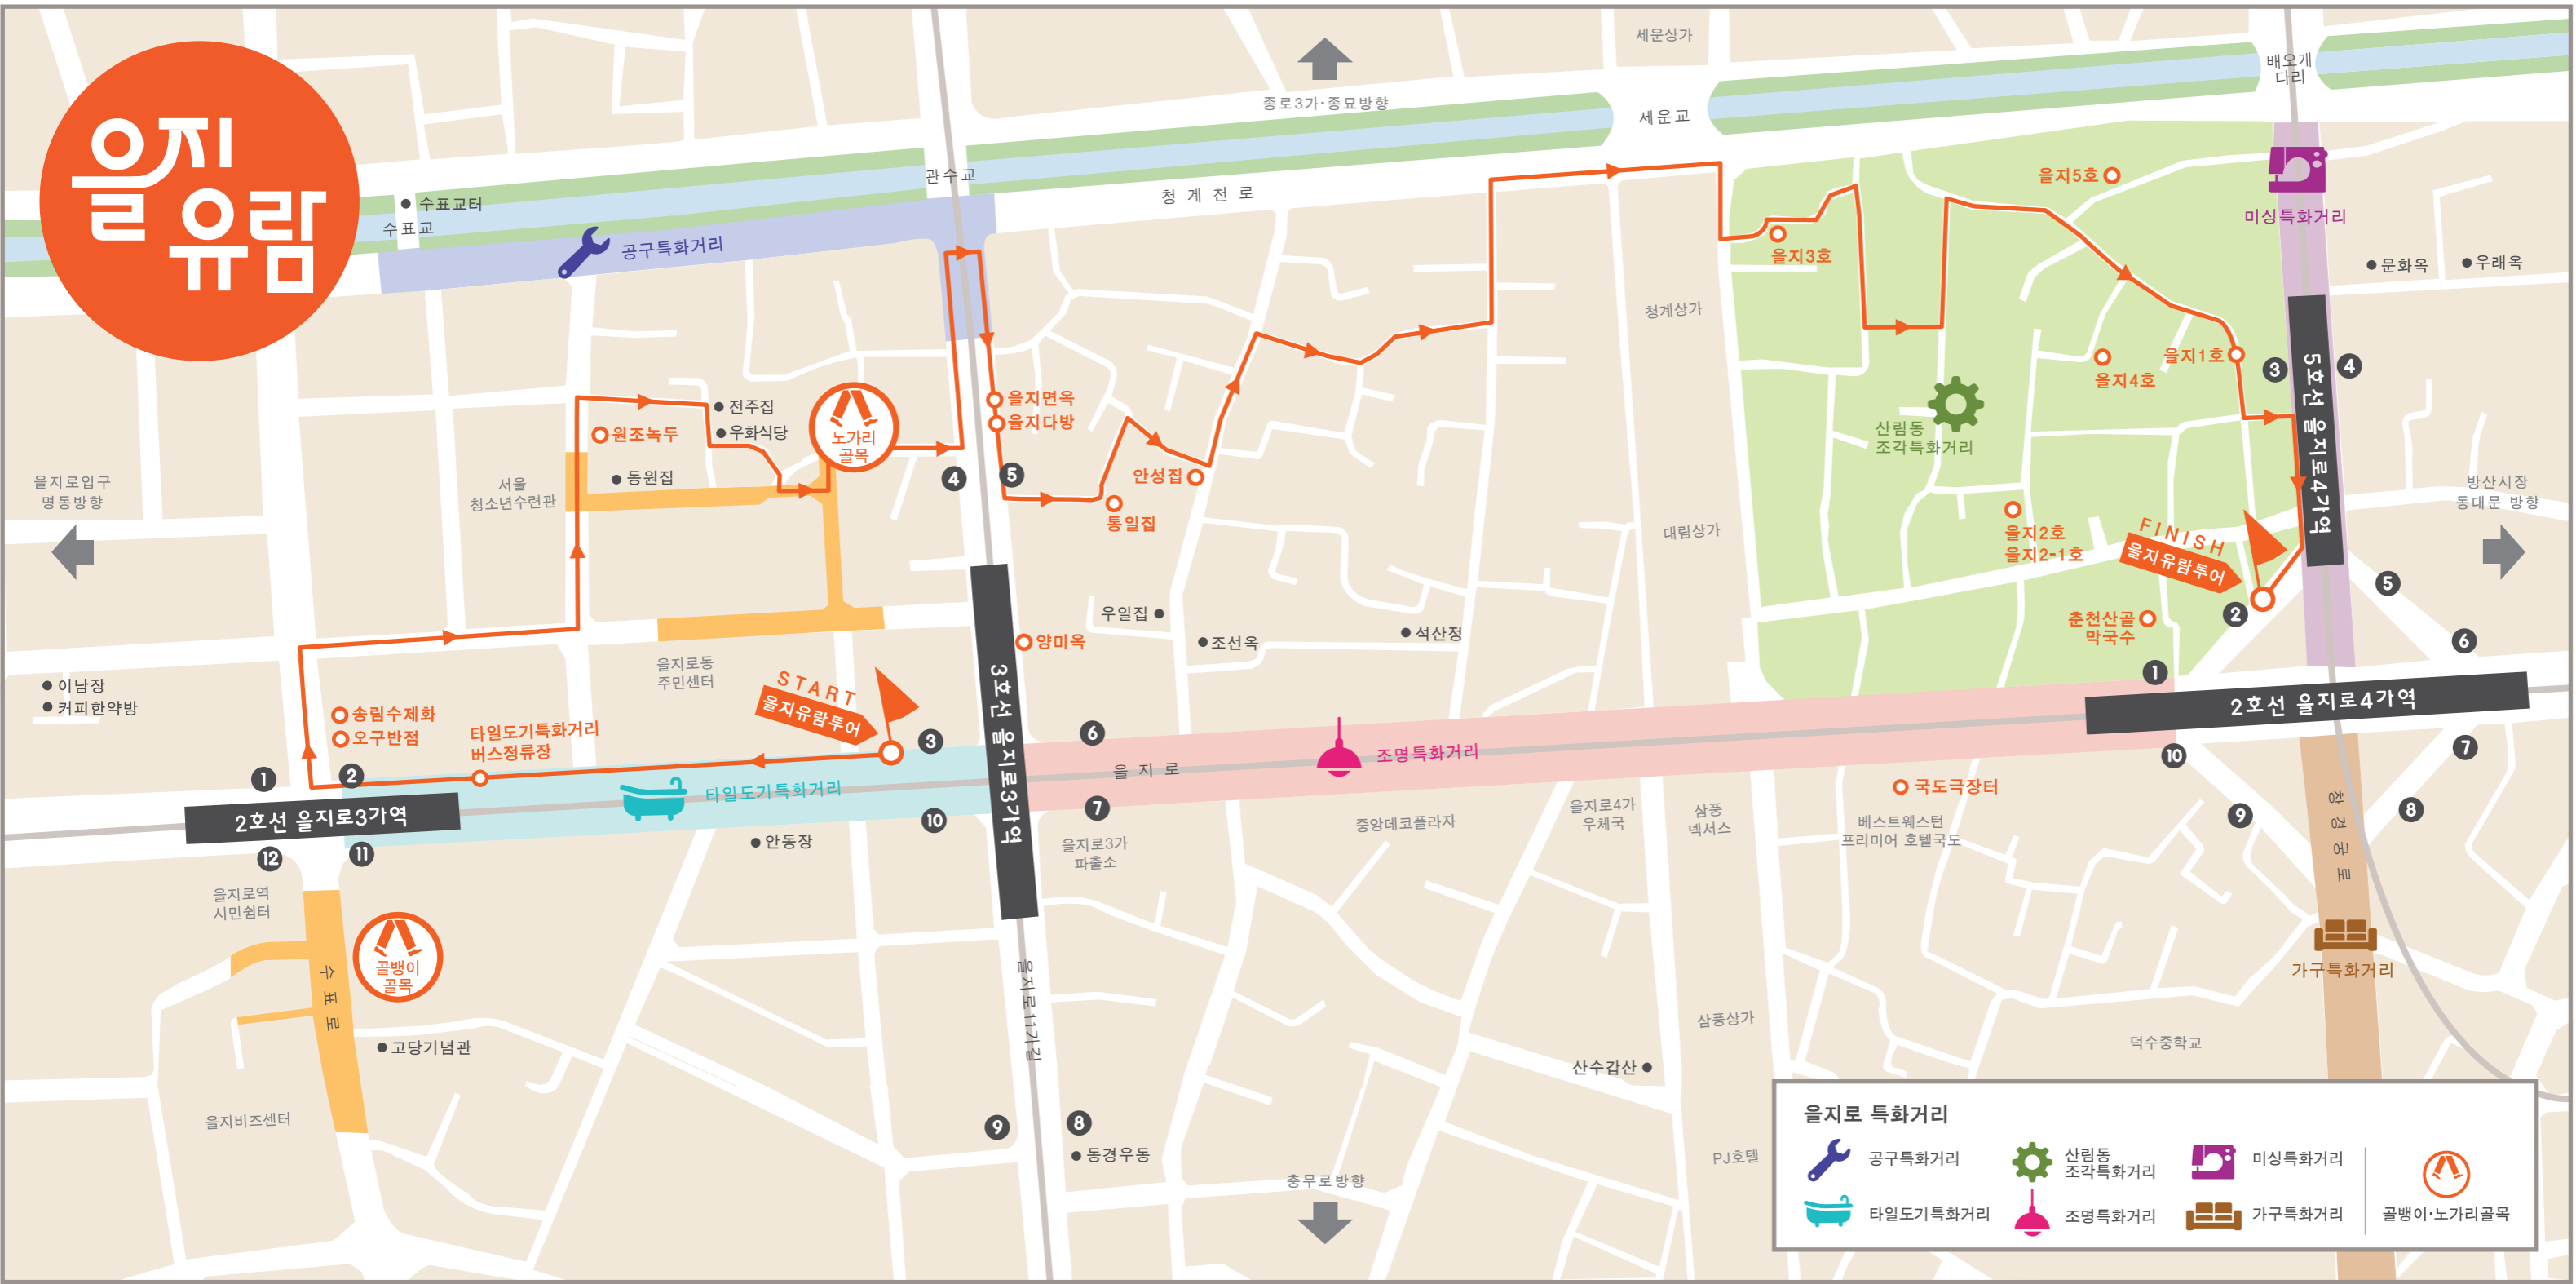 을지
유람
세운상가
배오개
다리
종로3가·종묘방향
세운교
관수교
청계천로
수표교터
수표교
공구특화거리
을지5호
미싱특화거리
을지3호
문화옥
우래옥
청계상가
을지1호
을지4호
3
4
5호선 을지로4가역
전주집
우화식당
원조녹두
노가리
골목
을지면옥
을지다방
산림동
조각특화거리
동원집
4
5
안성집
통일집
을지로입구
명동방향
서울
청소년수련관
대림상가
을지2호
을지2-1호
FINISH
을지유람투어
방산시장
동대문 방향
5
2
6
춘천산골
막국수
우일집
조선옥
석산정
양미옥
을지로동
주민센터
3호선 을지로3가역
START
을지유람투어
이남장
커피한약방
송림수제화
오구반점
타일도기특화거리
버스정류장
1
2
3
6
1
2호선 을지로4가역
을지로
조명특화거리
10
7
2호선 을지로3가역
타일도기특화거리
국도극장터
12
11
안동장
10
7
을지로3가
파출소
중앙데코플라자
을지로4가
우체국
삼풍
넥서스
베스트웨스턴
프리미어 호텔국도
9
8
창경궁로
을지로역
시민쉼터
골뱅이
골목
수표로
을지로11가길
가구특화거리
고당기념관
삼풍상가
덕수중학교
산수갑산
을지비즈센터
9
8
동경우동
PJ호텔
충무로방향
을지로 특화거리
공구특화거리
산림동
조각특화거리
미싱특화거리
타일도기특화거리
조명특화거리
가구특화거리
골뱅이·노가리골목